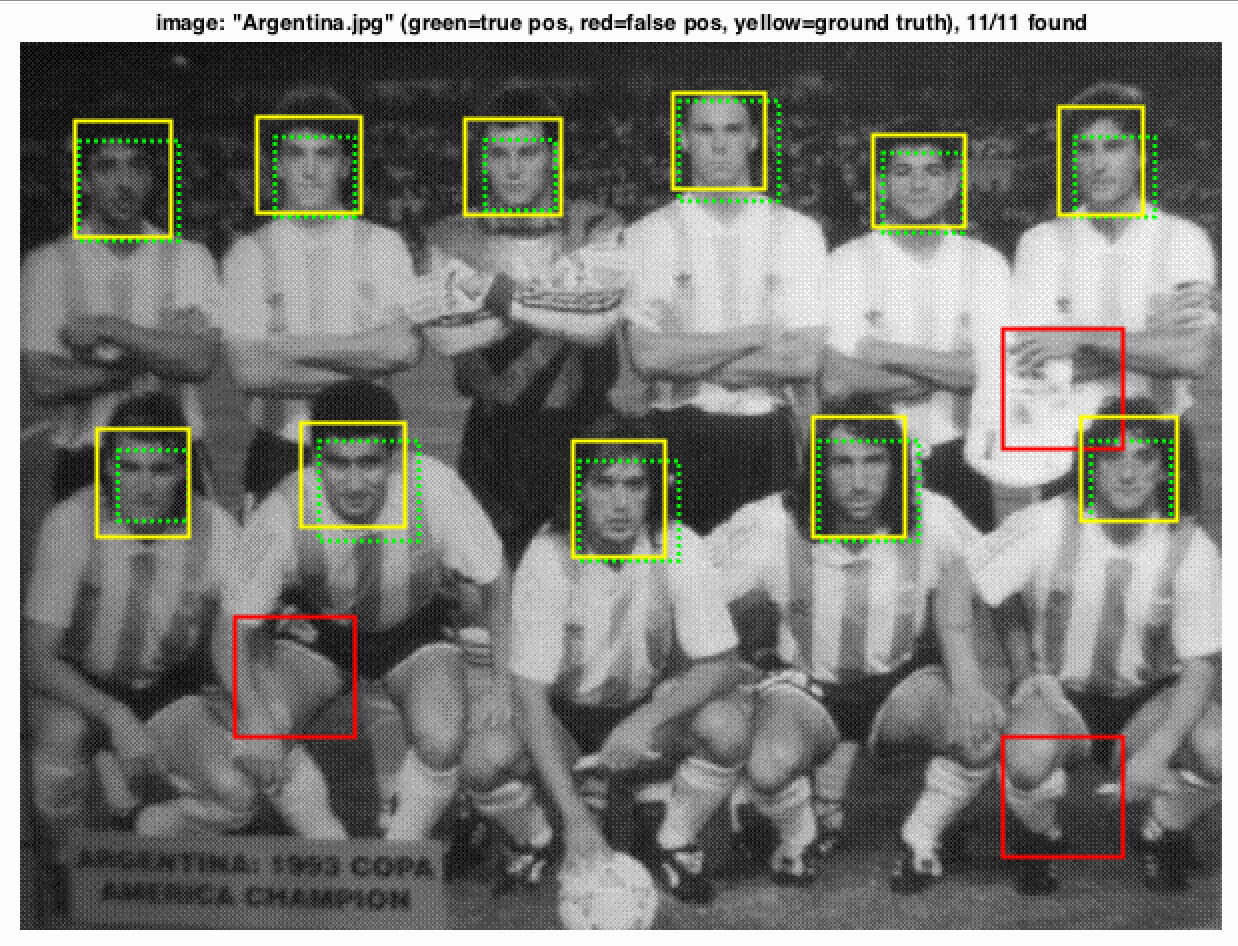 image: "Argentina.jpg" (green=true pos, red=false pos, yellow=ground truth), 11/11 found
ARGENTINA: 1993 COPA
AMERICA CHAMPION